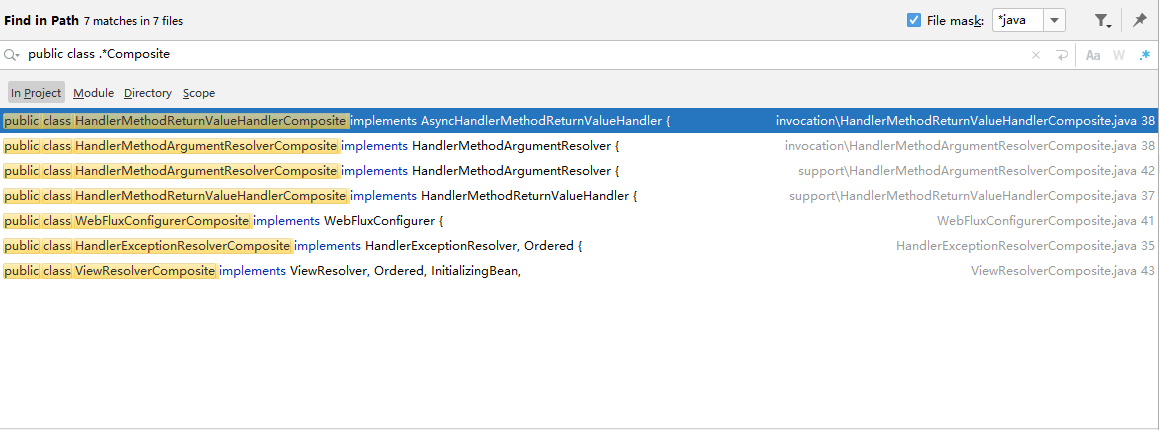 Find in Path 7 matches in 7 files File mask: *java
public class .*Composite Aa W .*
In Project Module Directory Scope
public class HandlerMethodReturnValueHandlerComposite implements AsyncHandlerMethodReturnValueHandler { invocation\HandlerMethodReturnValueHandlerComposite.java 38
public class HandlerMethodArgumentResolverComposite implements HandlerMethodArgumentResolver { invocation\HandlerMethodArgumentResolverComposite.java 38
public class HandlerMethodArgumentResolverComposite implements HandlerMethodArgumentResolver { support\HandlerMethodArgumentResolverComposite.java 42
public class HandlerMethodReturnValueHandlerComposite implements HandlerMethodReturnValueHandler { support\HandlerMethodReturnValueHandlerComposite.java 37
public class WebFluxConfigurerComposite implements WebFluxConfigurer { WebFluxConfigurerComposite.java 41
public class HandlerExceptionResolverComposite implements HandlerExceptionResolver, Ordered { HandlerExceptionResolverComposite.java 35
public class ViewResolverComposite implements ViewResolver, Ordered, InitializingBean, ViewResolverComposite.java 43